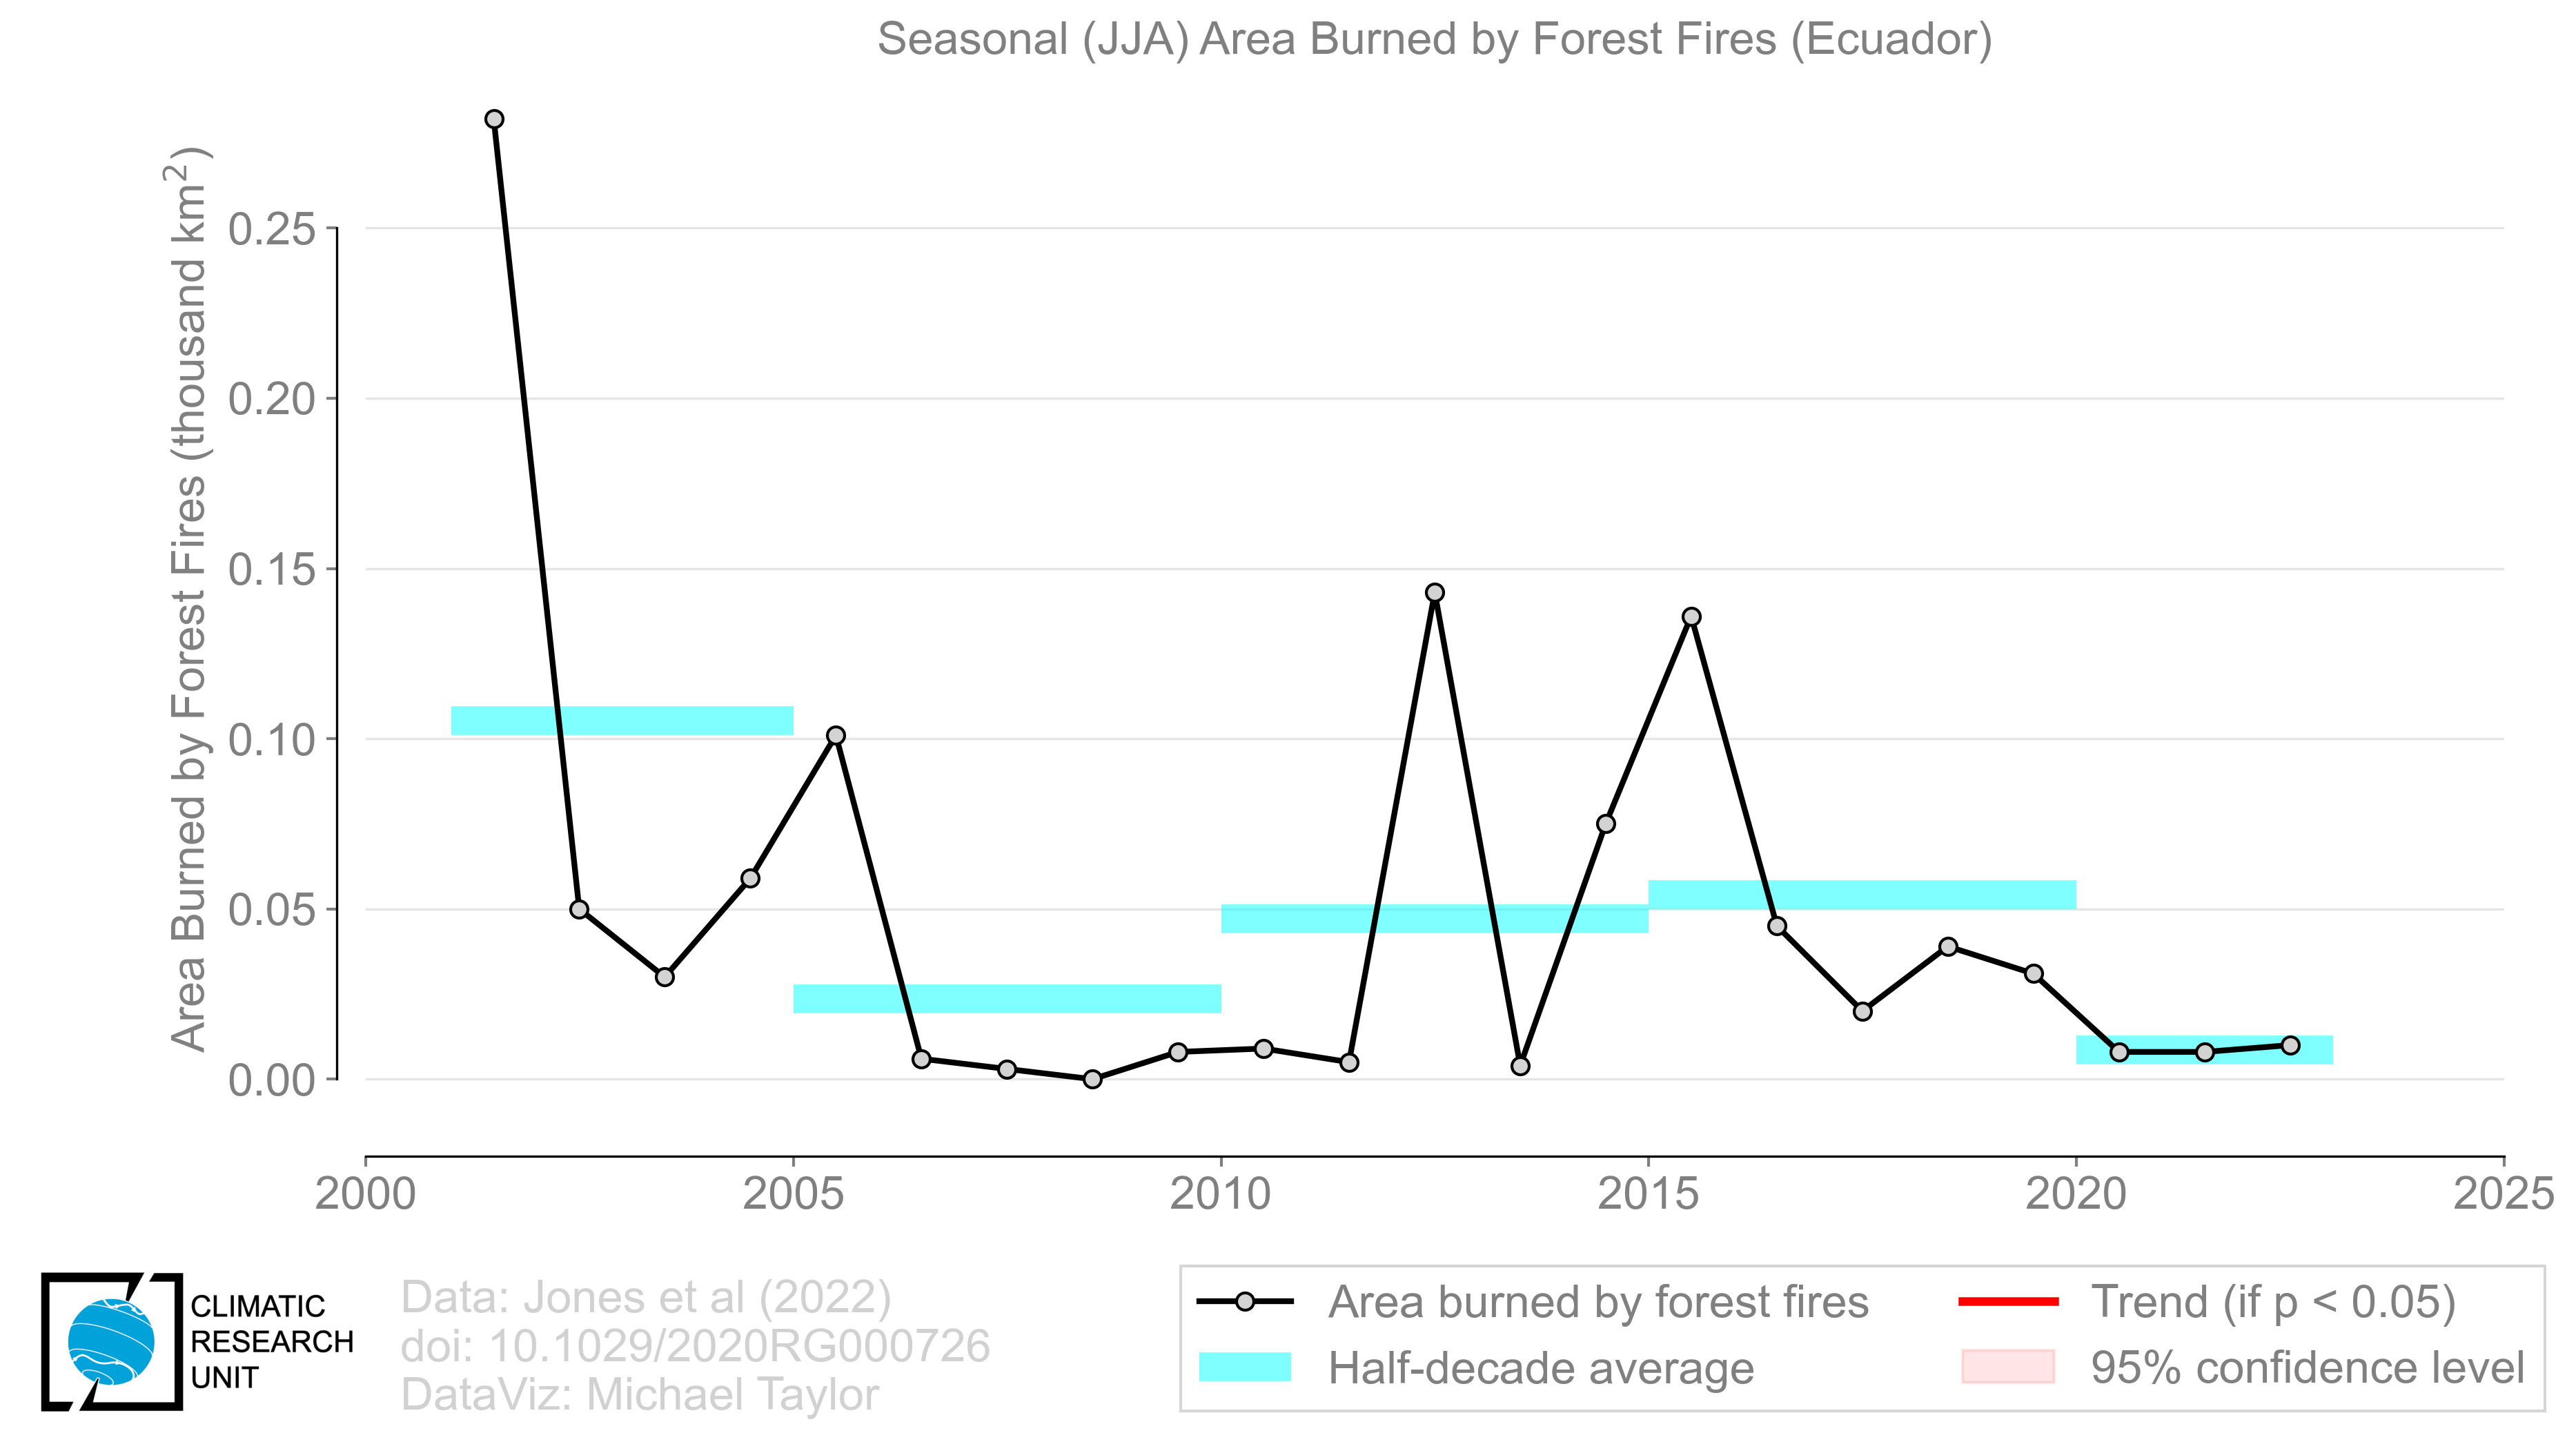 Seasonal (JJA) Area Burned by Forest Fires (Ecuador)
Area Burned by Forest Fires (thousand km²)
0.25
0.20
0.15
0.10
0.05
0.00
2000
2005
2010
2015
2020
2025
CLIMATIC
RESEARCH
UNIT
Data: Jones et al (2022)
doi: 10.1029/2020RG000726
DataViz: Michael Taylor
Area burned by forest fires
Half-decade average
Trend (if p < 0.05)
95% confidence level